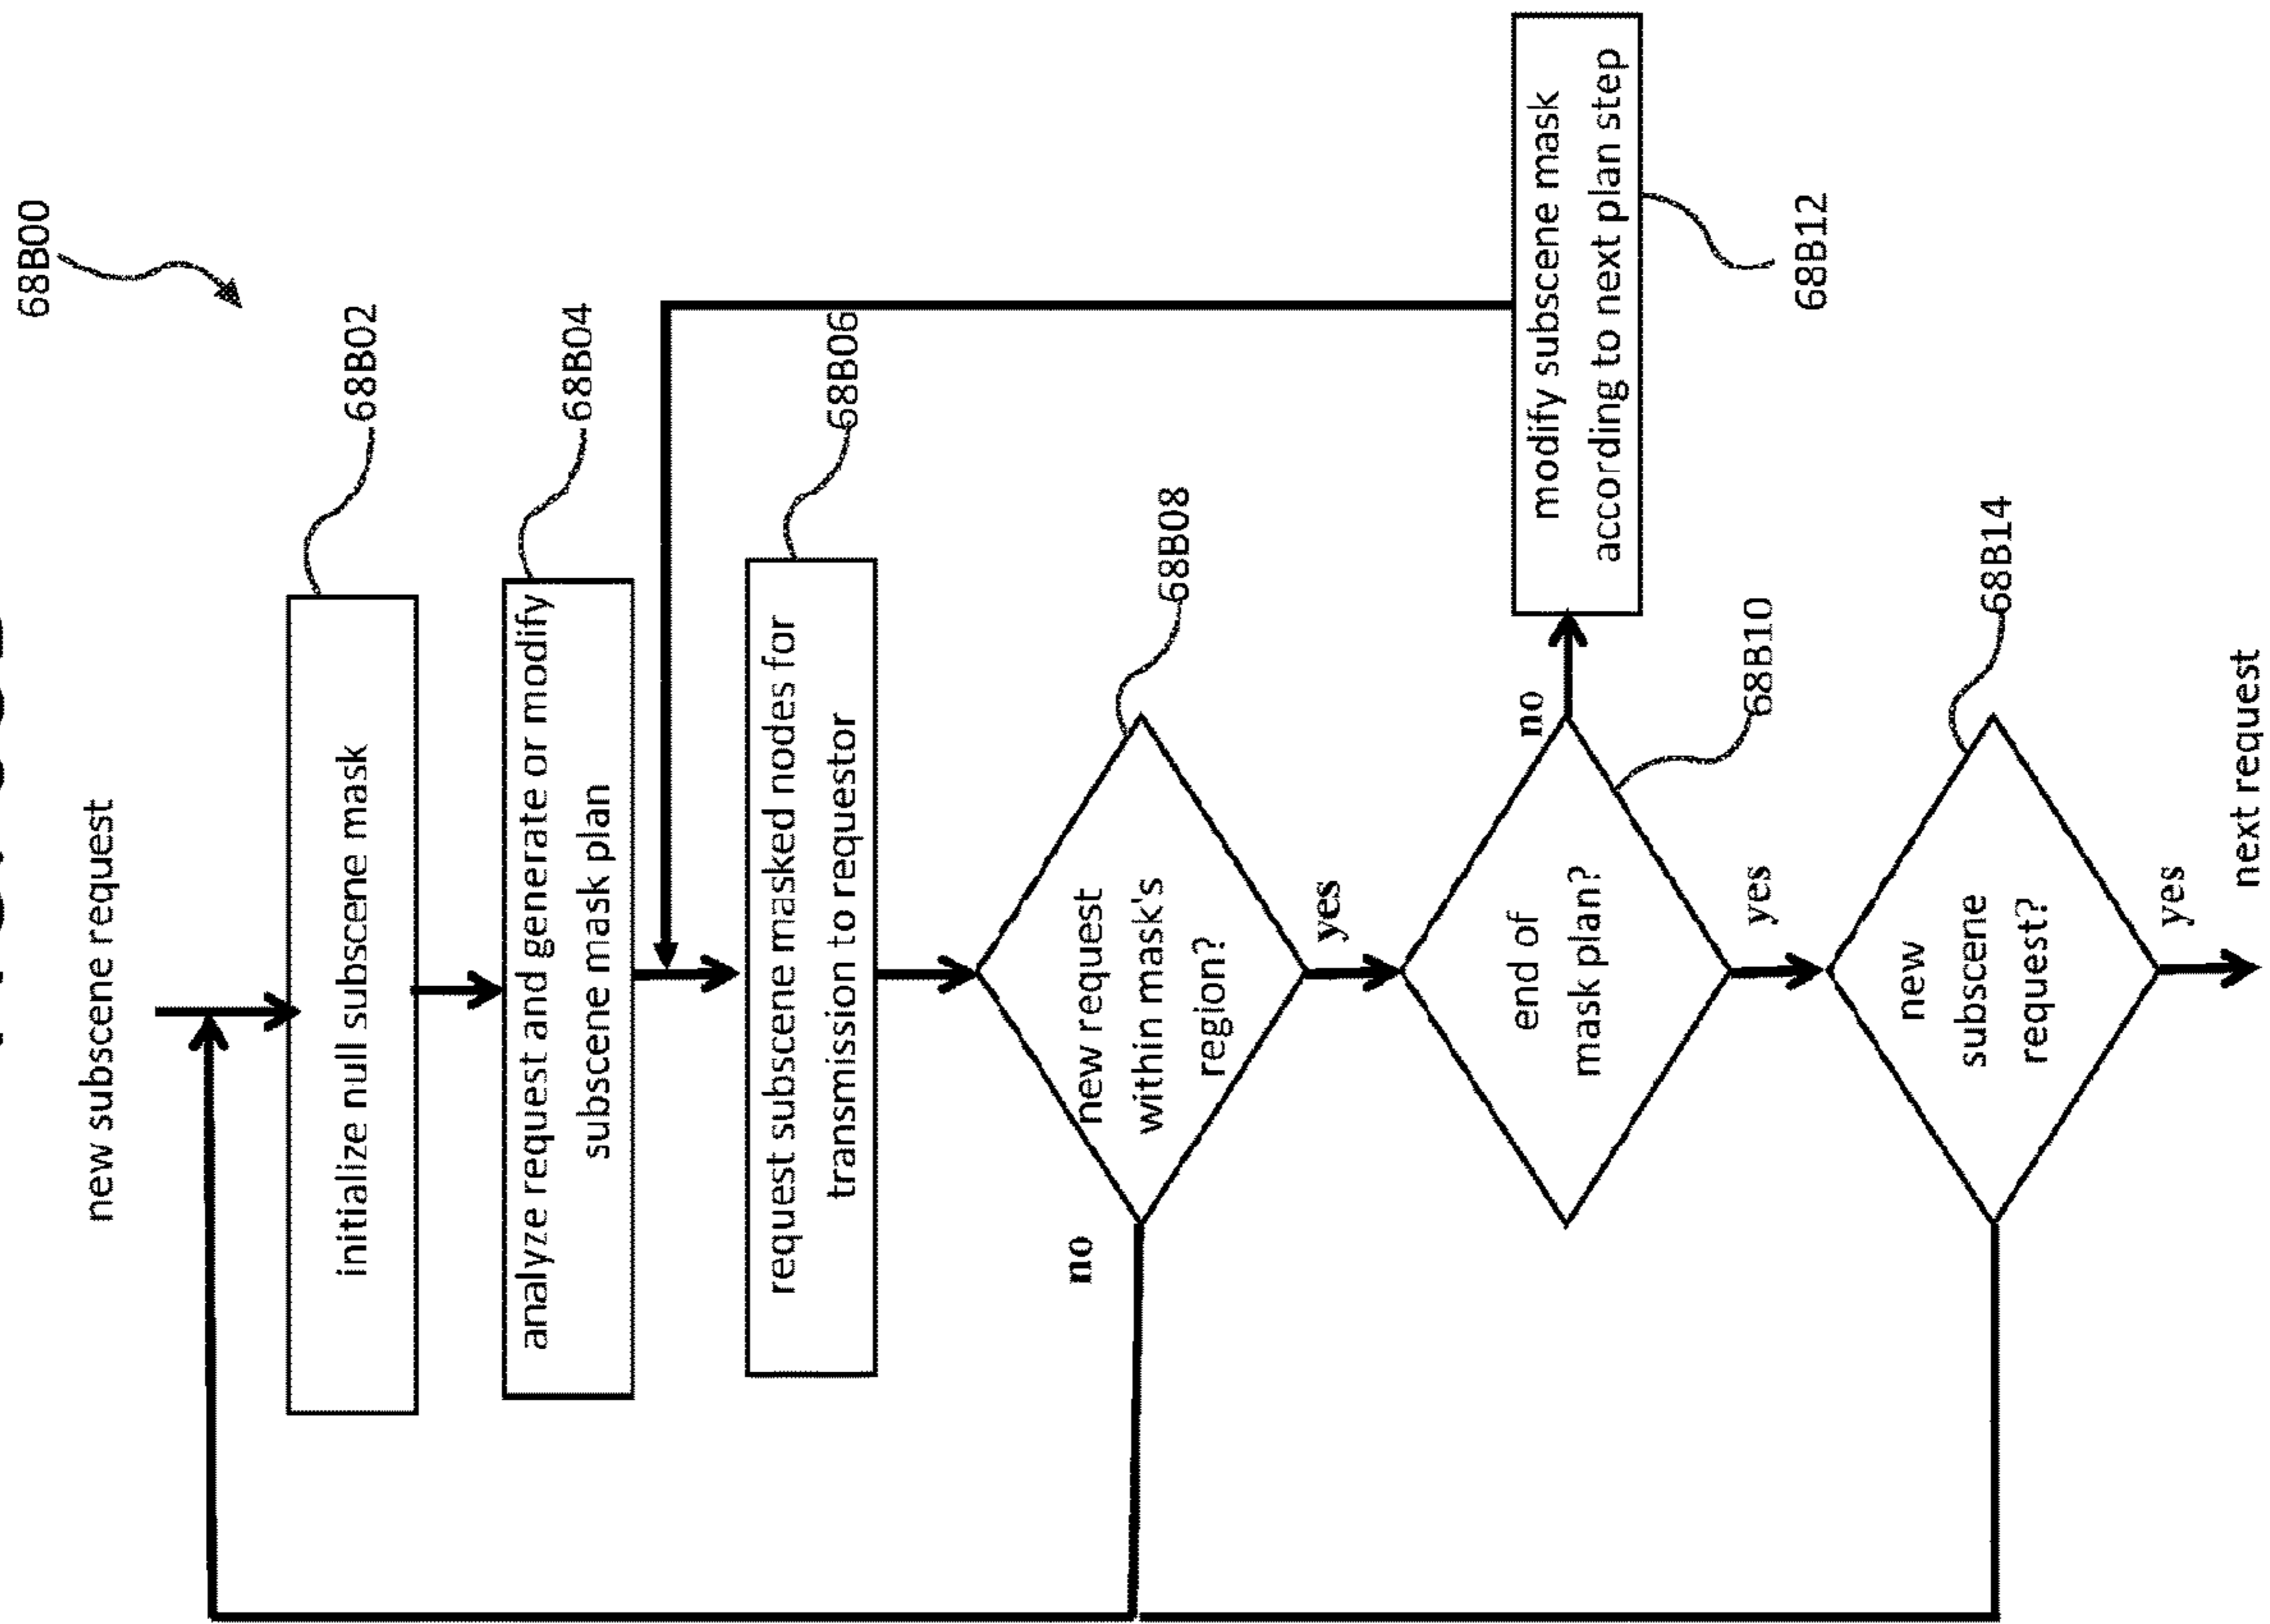 68B00
new subscene request
68B02
initialize null subscene mask
68B04
analyze request and generate or modify
subscene mask plan
68B06
request subscene masked nodes for
transmission to requestor
68B08
new request
within mask's
region?
no
yes
68B10
end of
mask plan?
no
modify subscene mask
according to next plan step
68B12
yes
68B14
new
subscene
request?
yes
next request